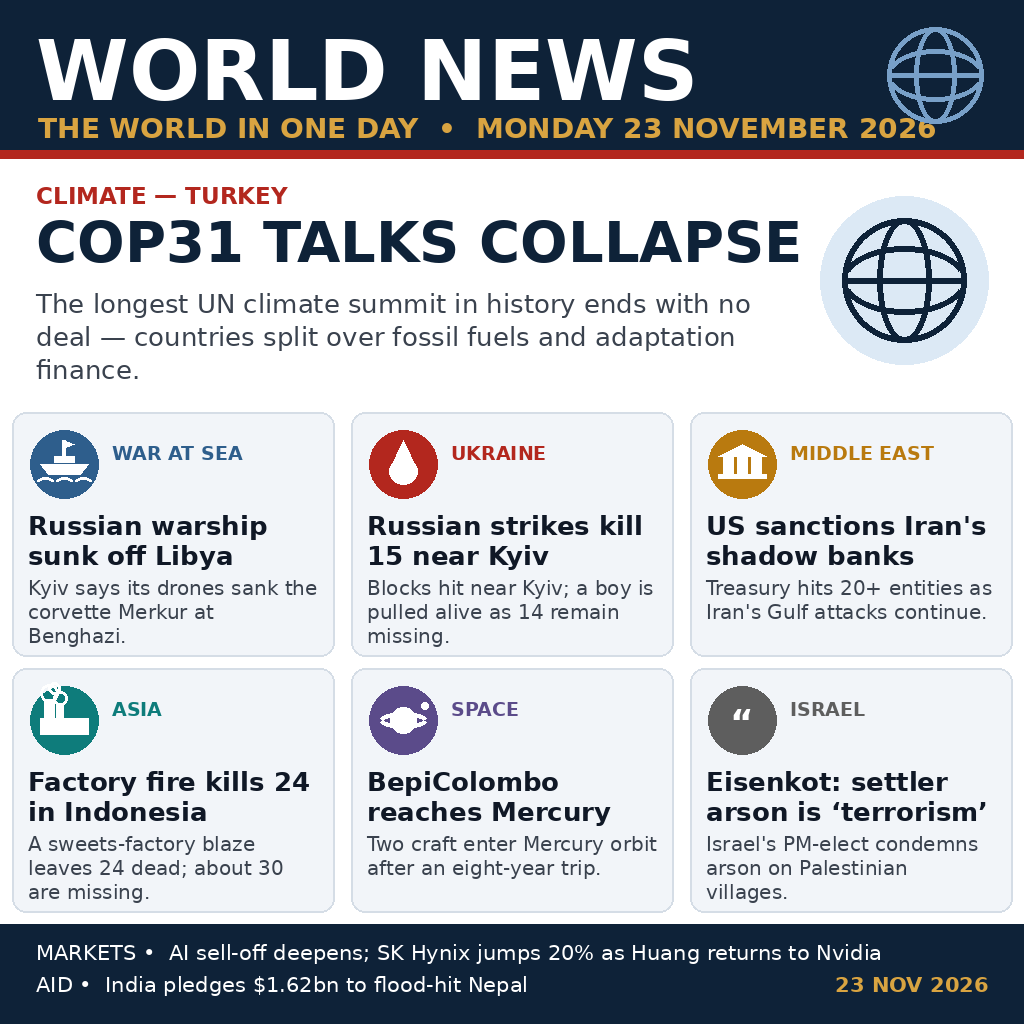 WORLD NEWS
THE WORLD IN ONE DAY • MONDAY 23 NOVEMBER 2026
CLIMATE — TURKEY
COP31 TALKS COLLAPSE
The longest UN climate summit in history ends with no
deal — countries split over fossil fuels and adaptation
finance.
WAR AT SEA
Russian warship
sunk off Libya
Kyiv says its drones sank the
corvette Merkur at
Benghazi.
UKRAINE
Russian strikes kill
15 near Kyiv
Blocks hit near Kyiv; a boy is
pulled alive as 14 remain
missing.
MIDDLE EAST
US sanctions Iran's
shadow banks
Treasury hits 20+ entities as
Iran's Gulf attacks continue.
ASIA
Factory fire kills 24
in Indonesia
A sweets-factory blaze
leaves 24 dead; about 30
are missing.
SPACE
BepiColombo
reaches Mercury
Two craft enter Mercury orbit
after an eight-year trip.
“
ISRAEL
Eisenkot: settler
arson is ‘terrorism’
Israel's PM-elect condemns
arson on Palestinian
villages.
MARKETS • AI sell-off deepens; SK Hynix jumps 20% as Huang returns to Nvidia
AID • India pledges $1.62bn to flood-hit Nepal
23 NOV 2026